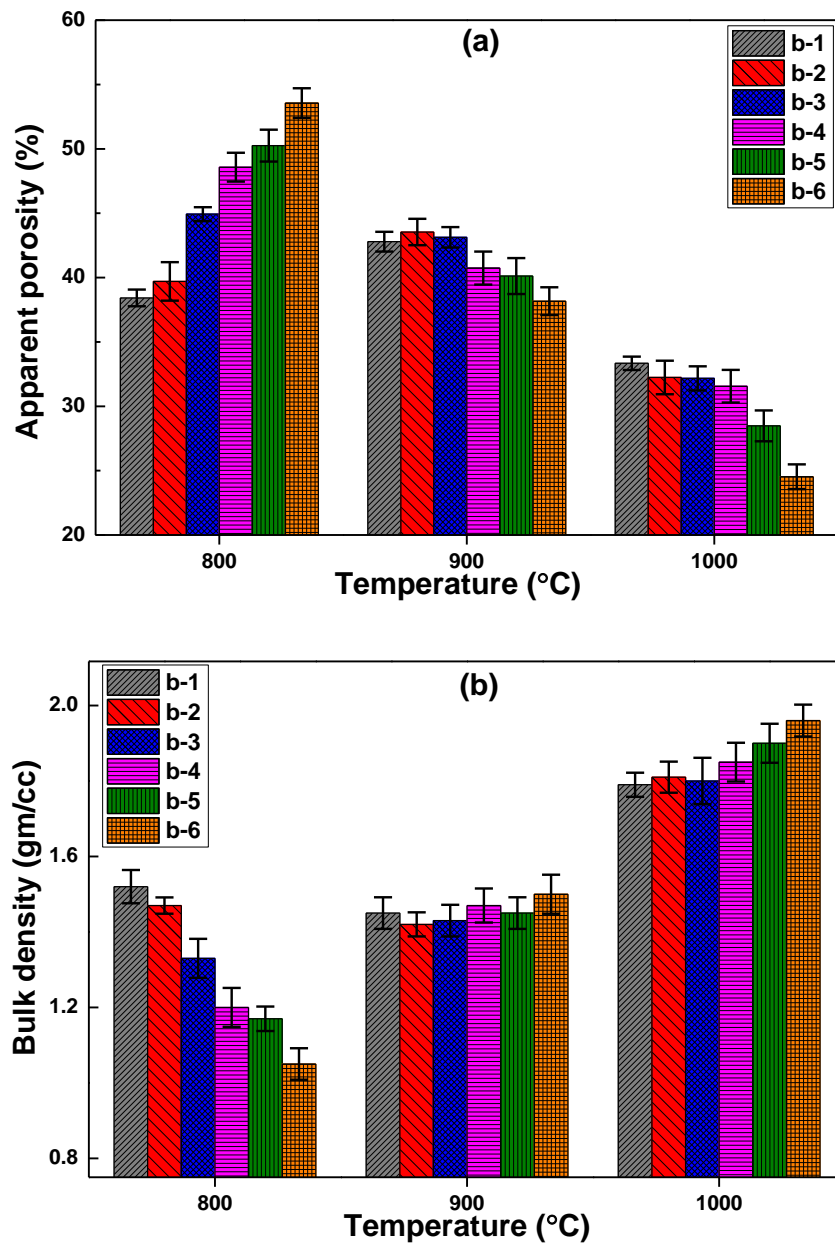 (a)
b-1
b-2
b-3
b-4
b-5
b-6
Apparent porosity (%)
60
50
40
30
20
800
900
1000
Temperature (°C)
(b)
b-1
b-2
b-3
b-4
b-5
b-6
Bulk density (gm/cc)
2.0
1.6
1.2
0.8
800
900
1000
Temperature (°C)